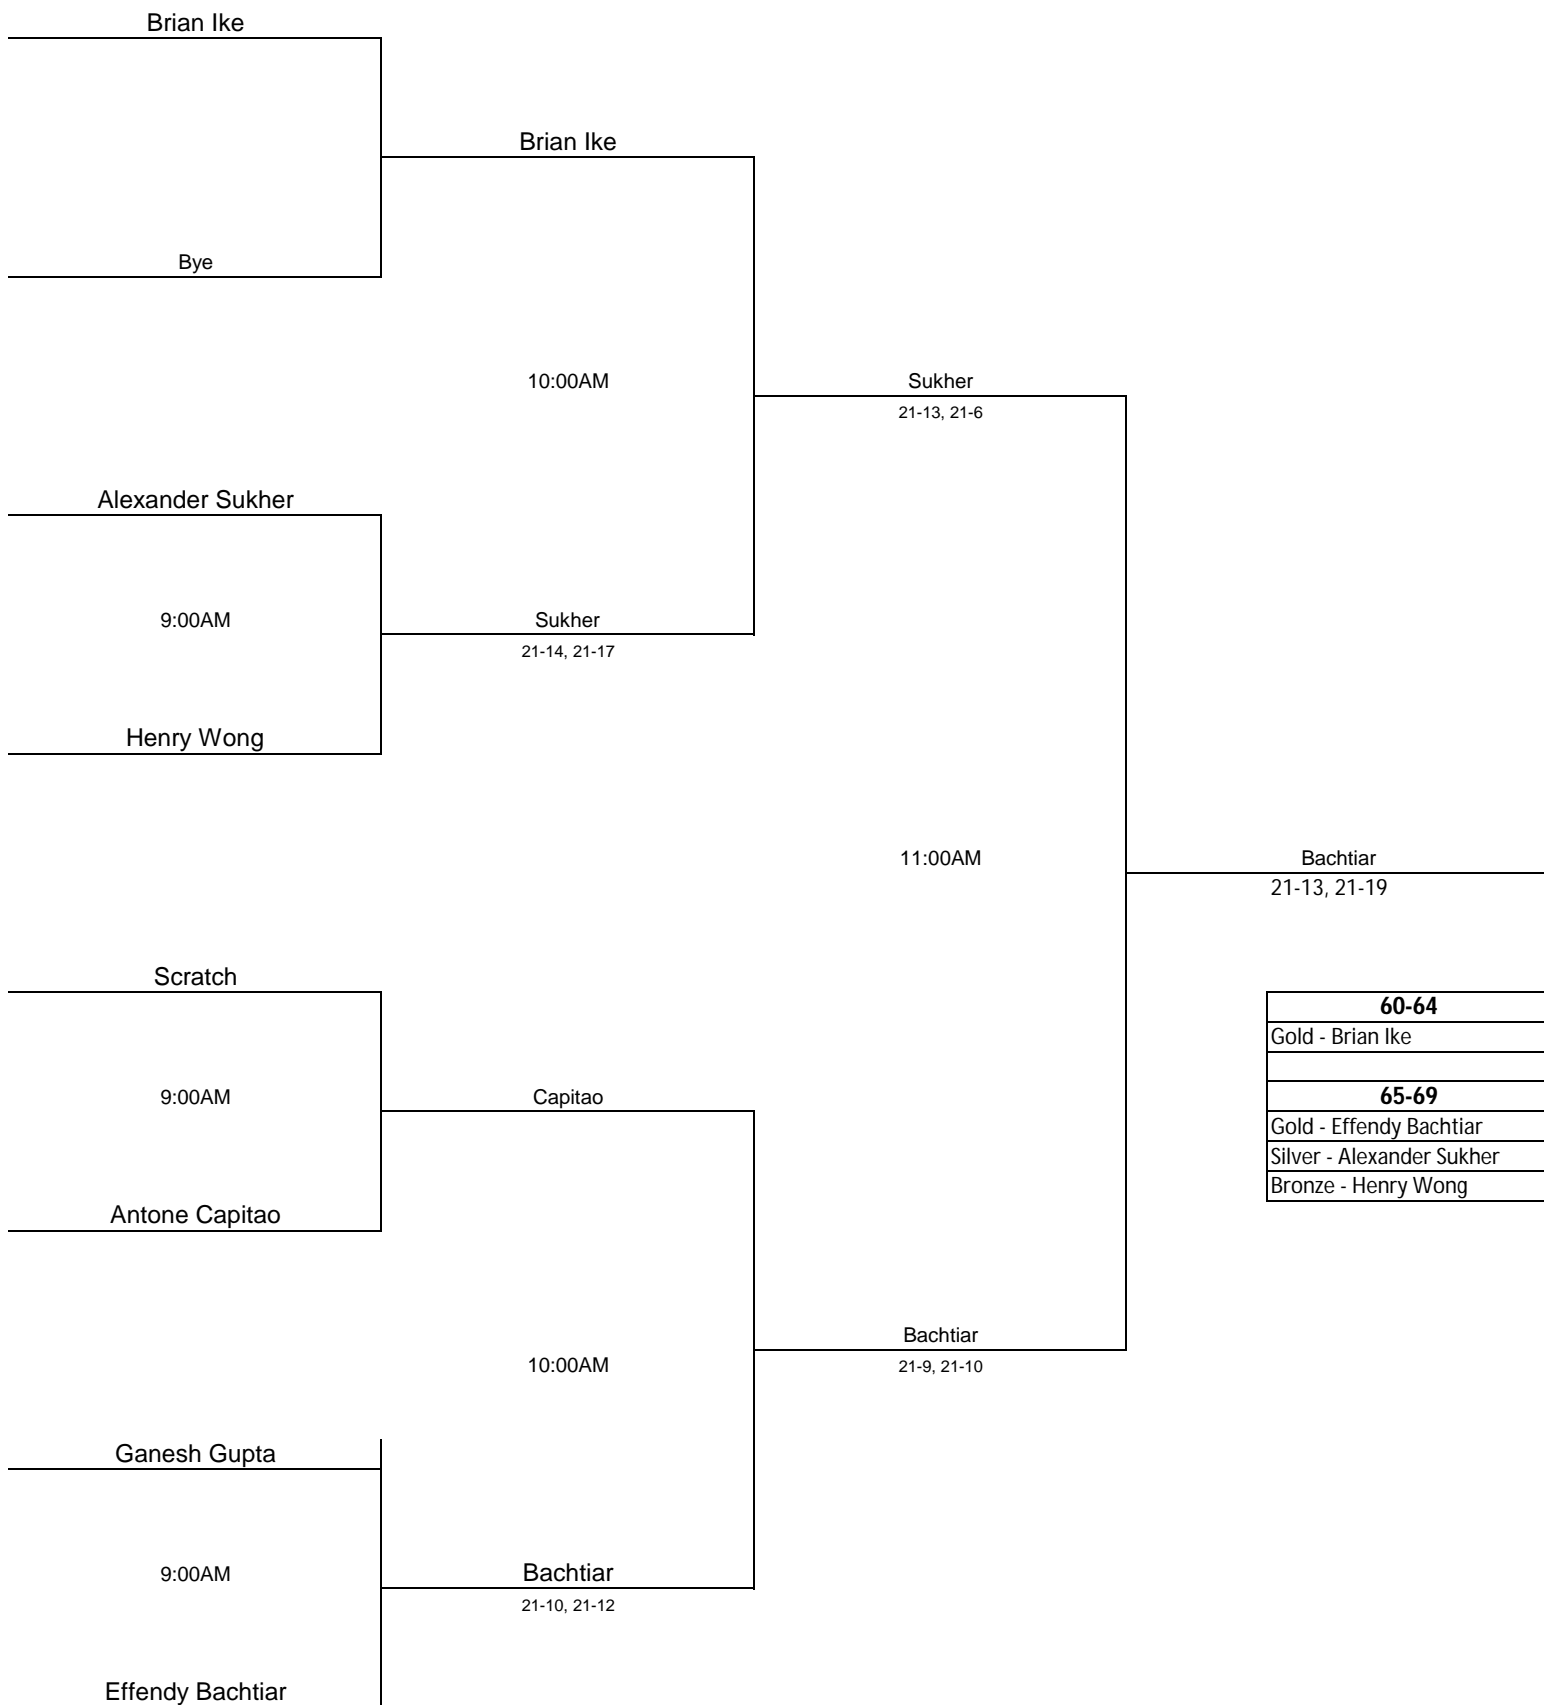 Brian Ike
Brian Ike
Bye
10:00AM
Sukher
21-13, 21-6
Alexander Sukher
9:00AM
Sukher
21-14, 21-17
Henry Wong
11:00AM
Bachtiar
21-13, 21-19
Scratch
60-64
Gold - Brian Ike
65-69
9:00AM
Capitao
Gold - Effendy Bachtiar
Silver - Alexander Sukher
Bronze - Henry Wong
Antone Capitao
Bachtiar
10:00AM
21-9, 21-10
Ganesh Gupta
9:00AM
Bachtiar
21-10, 21-12
Effendy Bachtiar